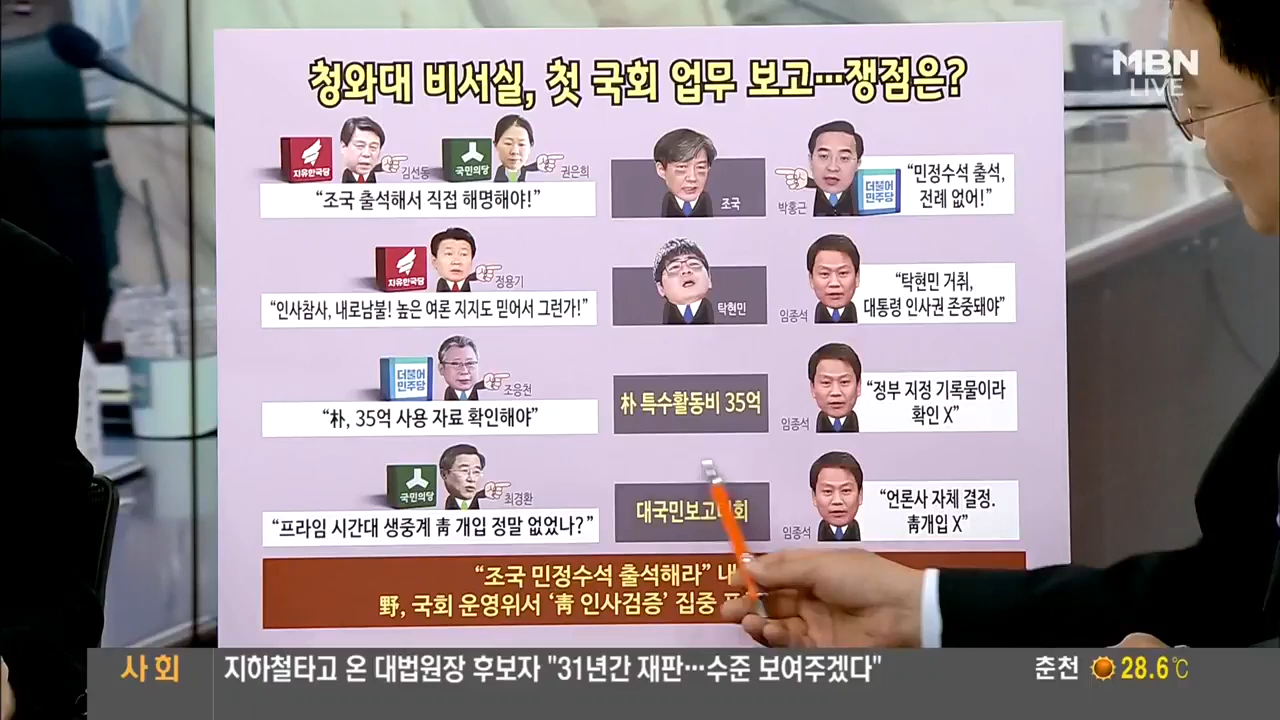 MBN
LIVE
청와대 비서실, 첫 국회 업무 보고…쟁점은?
자유한국당
김선동
국민의당
권은희
"조국 출석해서 직접 해명해야!"
조국
박홍근
더불어
민주당
"민정수석 출석,
전례 없어!"
자유한국당
정용기
"인사참사, 내로남불! 높은 여론 지지도 믿어서 그런가!"
탁현민
임종석
"탁현민 거취,
대통령 인사권 존중돼야"
더불어
민주당
조응천
"朴, 35억 사용 자료 확인해야"
朴 특수활동비 35억
임종석
"정부 지정 기록물이라
확인 X"
국민의당
최경환
"프라임 시간대 생중계 靑 개입 정말 없었나?"
대국민보고대회
임종석
"언론사 자체 결정.
靑개입 X"
"조국 민정수석 출석해라" 내
野, 국회 운영위서 '靑 인사검증' 집중
사회
지하철타고 온 대법원장 후보자 "31년간 재판…수준 보여주겠다"
춘천 28.6℃